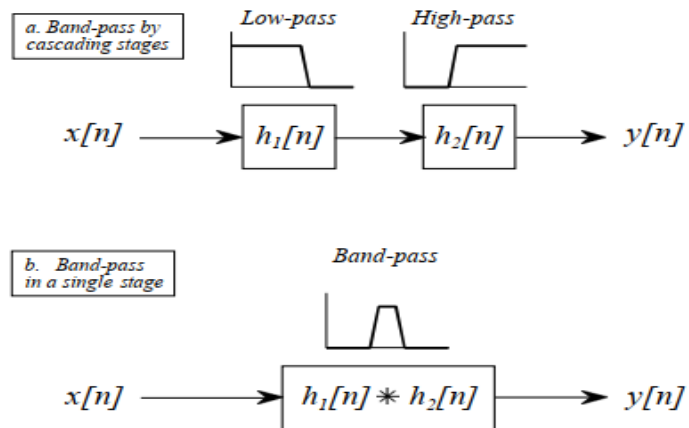 a. Band-pass by
cascading stages
Low-pass
High-pass
x[n]
h₁[n]
h₂[n]
y[n]
b. Band-pass
in a single stage
Band-pass
x[n]
h₁[n] ∗ h₂[n]
y[n]